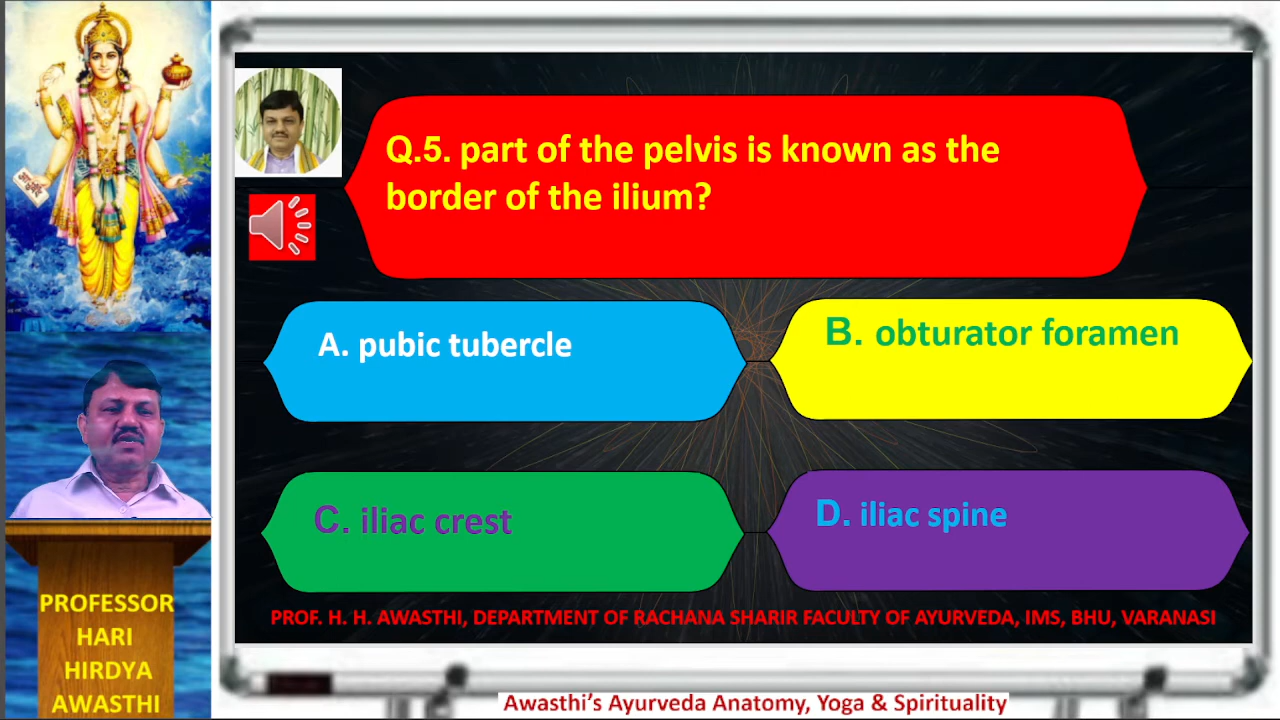 Q.5. part of the pelvis is known as the
border of the ilium?
A. pubic tubercle
B. obturator foramen
C. iliac crest
D. iliac spine
PROF. H. H. AWASTHI, DEPARTMENT OF RACHANA SHARIR FACULTY OF AYURVEDA, IMS, BHU, VARANASI
PROFESSOR
HARI
HIRDYA
AWASTHI
Awasthi's Ayurveda Anatomy, Yoga & Spirituality